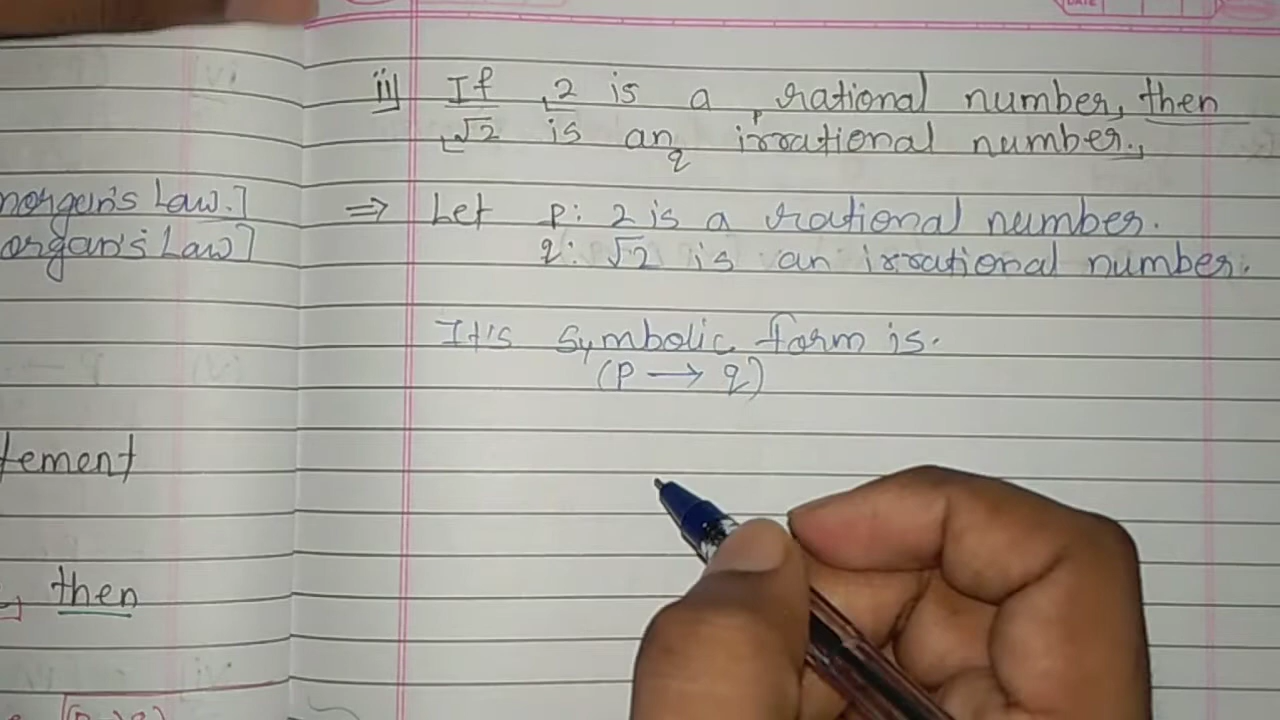 iii] If 2 is a rational number, then
p
√2 is an irrational number.
q
morgan's Law.]
organ's Law]
⇒ Let p: 2 is a rational number.
q: √2 is an irrational number.
It's Symbolic form is.
(p → q)
tement
then